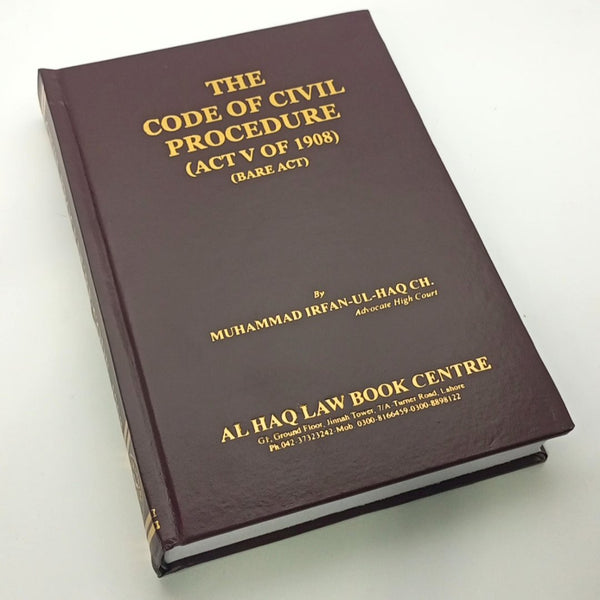 THE
CODE OF CIVIL
PROCEDURE
(ACT V OF 1908)
(BARE ACT)
By
MUHAMMAD IRFAN-UL-HAQ CH.
Advocate High Court
AL HAQ LAW BOOK CENTRE
Gf, Ground Floor, Jinnah Tower, 7/A Turner Road, Lahore
Ph.042-37323242-Mob. 0300-8166459-0300-8898122